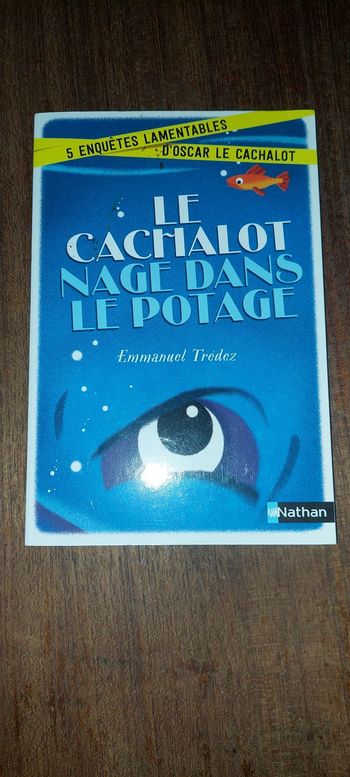 5 ENQUÊTES LAMENTABLES
D'OSCAR LE CACHALOT
LE
CACHALOT
NAGE DANS
LE POTAGE
Emmanuel Trédez
Nathan